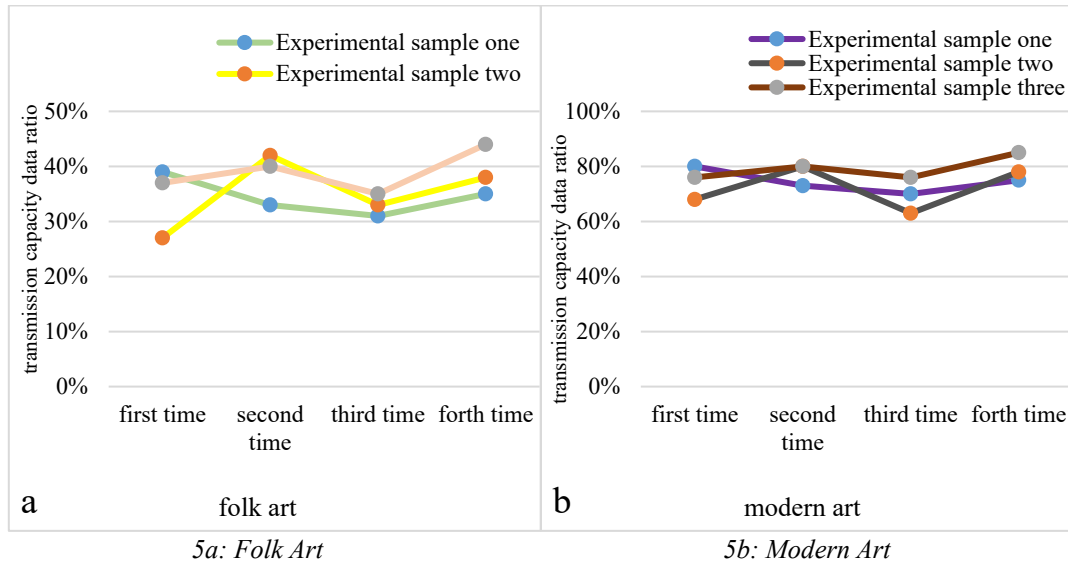 Experimental sample one
Experimental sample two
transmission capacity data ratio
50%
40%
30%
20%
10%
0%
first time
second
time
third time
forth time
a
folk art
Experimental sample one
Experimental sample two
Experimental sample three
transmission capacity data ratio
100%
80%
60%
40%
20%
0%
first time
second
time
third time
forth time
b
modern art
5a: Folk Art
5b: Modern Art